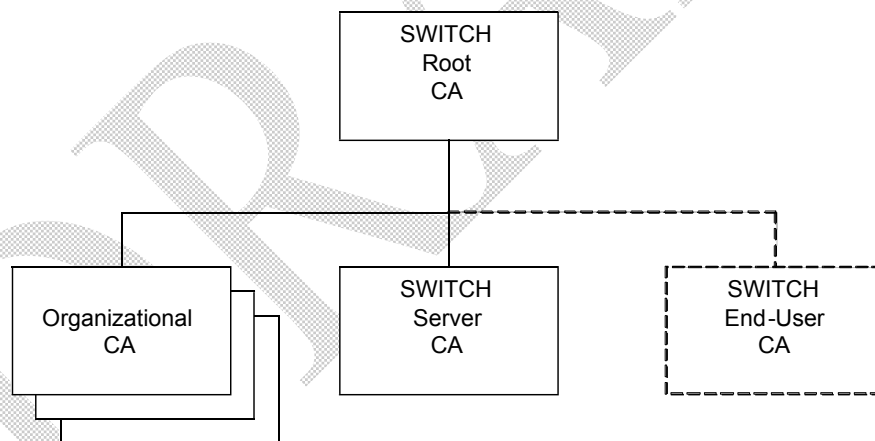 SWITCH
Root
CA
Organizational
CA
SWITCH
Server
CA
SWITCH
End-User
CA